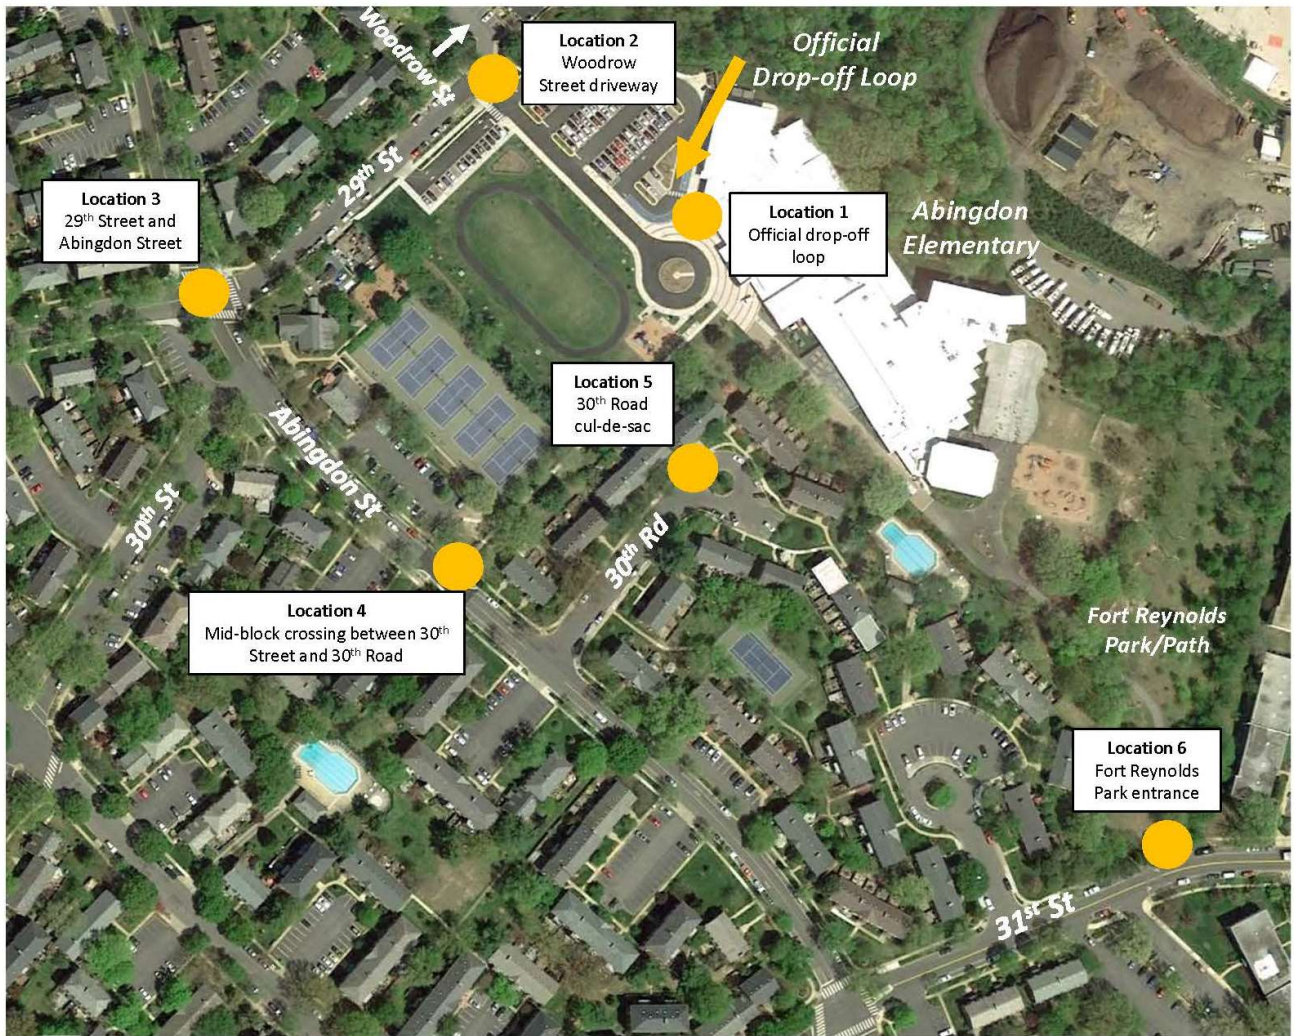 Woodrow St
Location 2
Woodrow
Street driveway
Official
Drop-off Loop
29th St
Location 3
29th Street and
Abingdon Street
Location 1
Official drop-off
loop
Abingdon
Elementary
Location 5
30th Road
cul-de-sac
Abingdon St
30th St
30th Rd
Location 4
Mid-block crossing between 30th
Street and 30th Road
Fort Reynolds
Park/Path
Location 6
Fort Reynolds
Park entrance
31st St